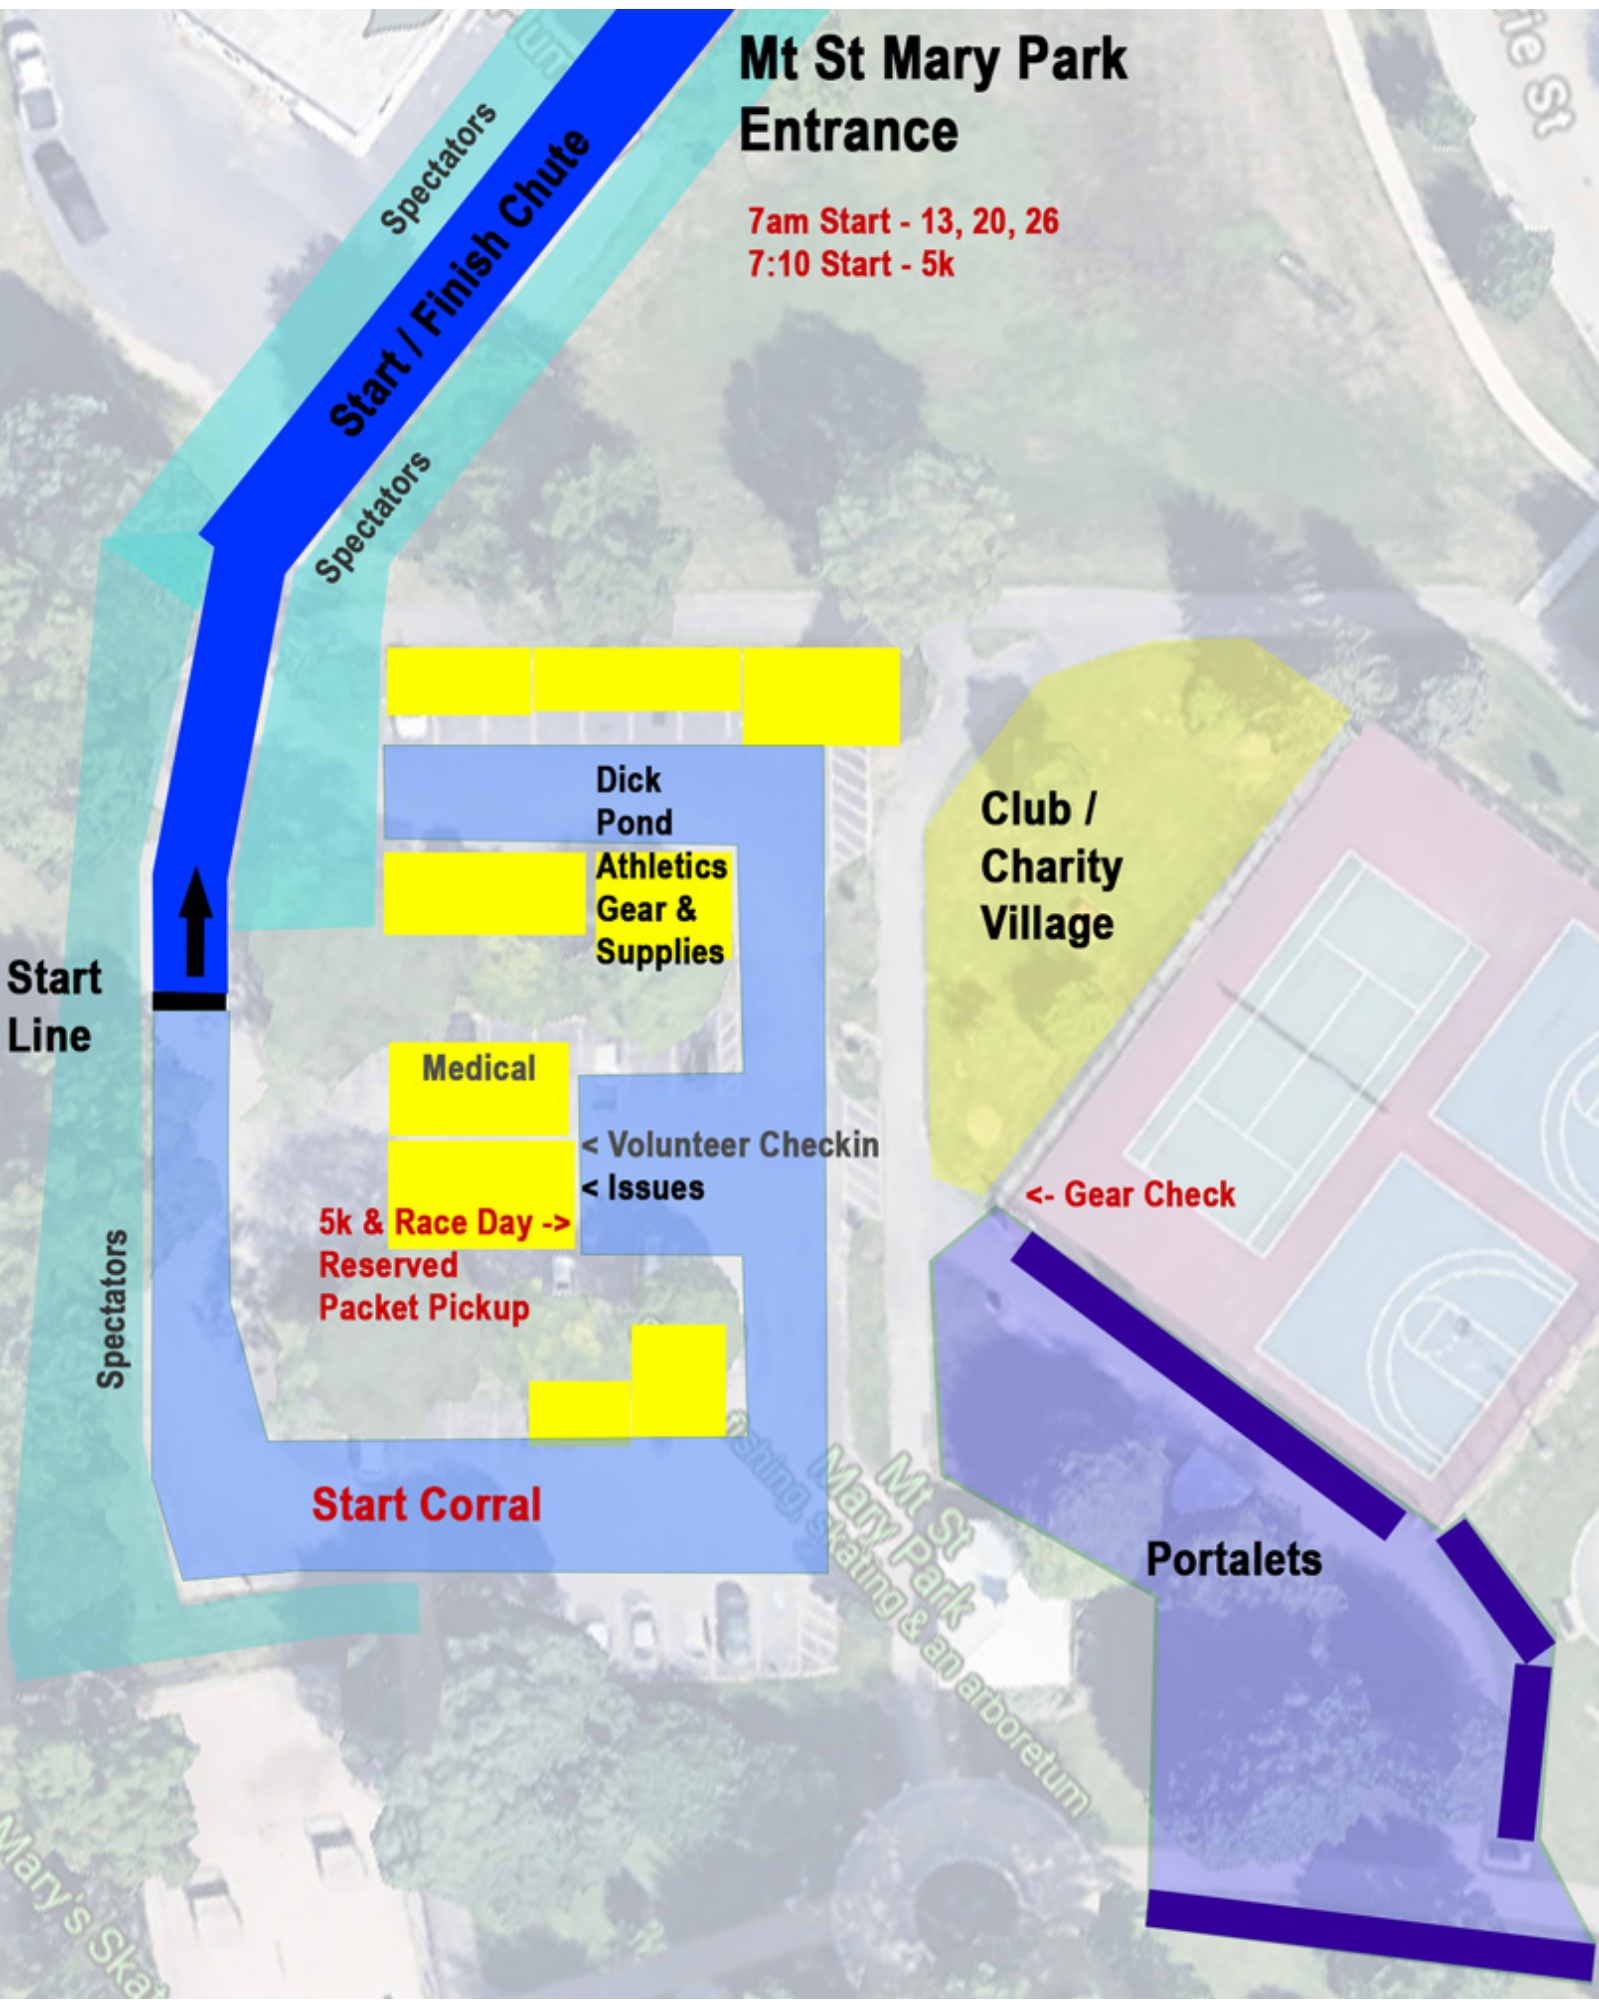 Mt St Mary Park
Entrance
7am Start - 13, 20, 26
7:10 Start - 5k
Spectators
Start / Finish Chute
Spectators
Dick
Pond
Athletics
Gear &
Supplies
Club /
Charity
Village
Start
Line
Medical
< Volunteer Checkin
< Issues
<- Gear Check
5k & Race Day ->
Reserved
Packet Pickup
Spectators
Start Corral
Portalets
Mt St
Mary Park
fishing, skating & an arboretum
Mary's
St